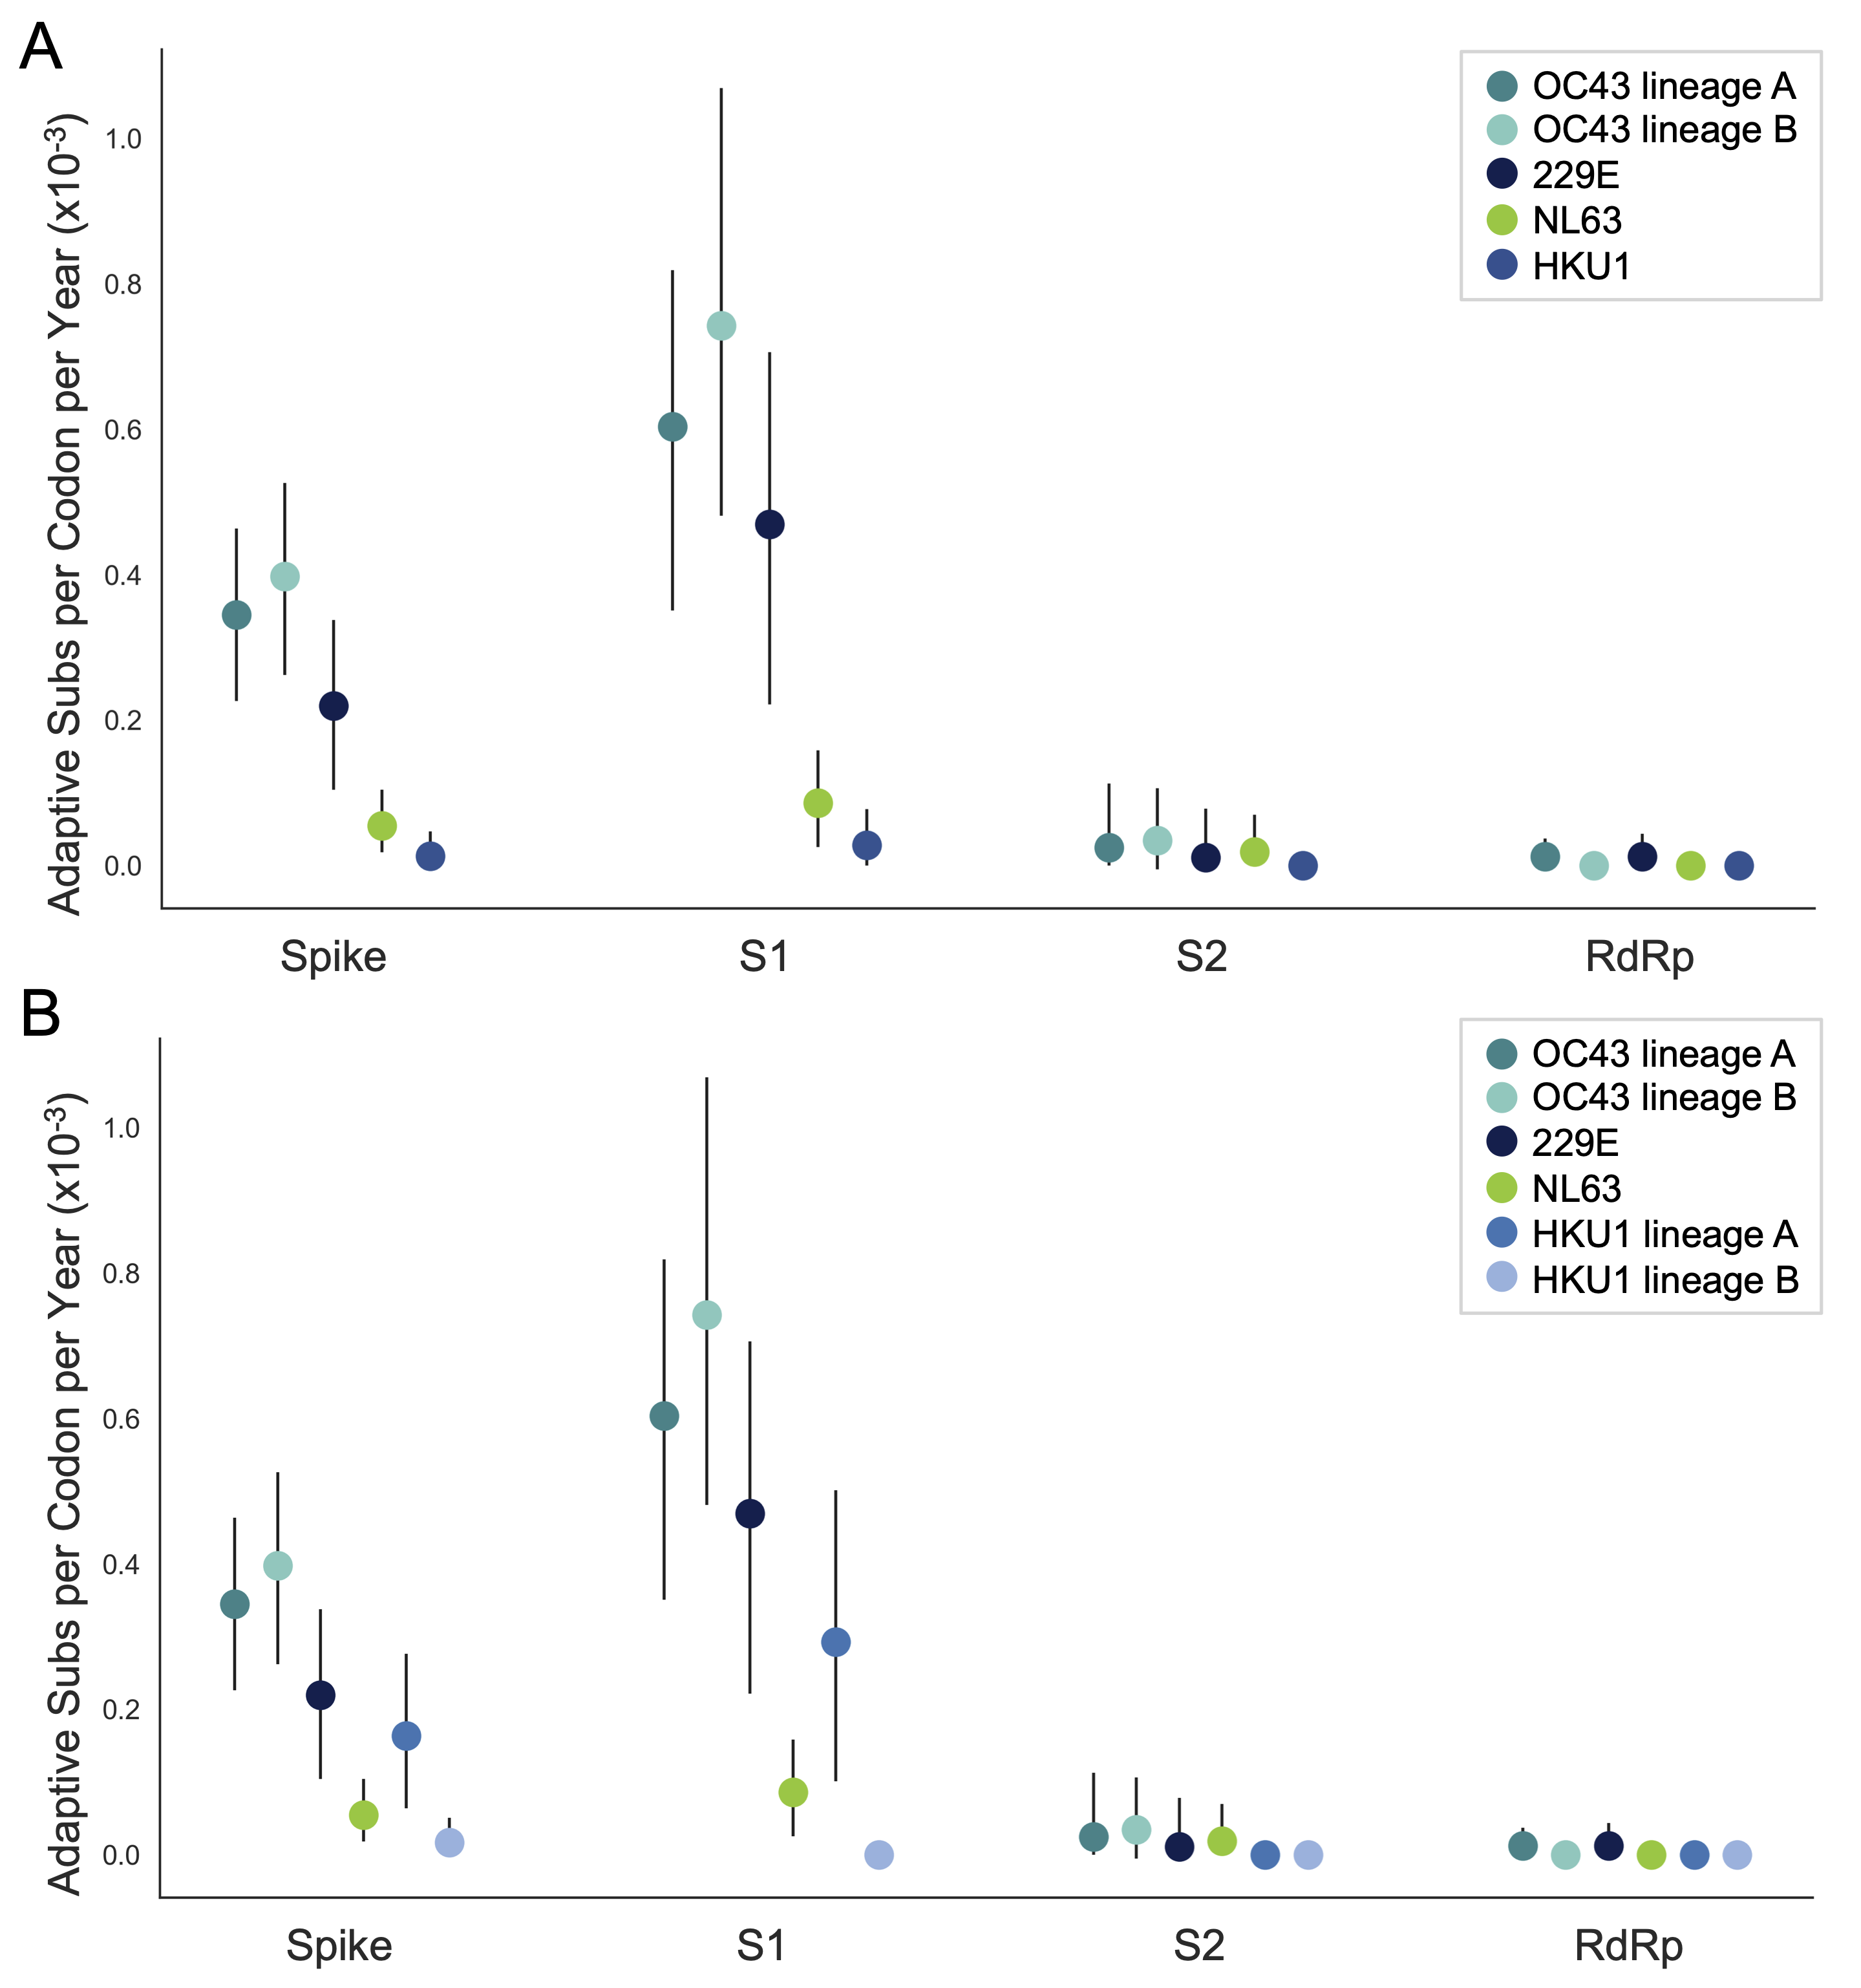 A
Adaptive Subs per Codon per Year (x10-3)
1.0
0.8
0.6
0.4
0.2
0.0
Spike
S1
S2
RdRp
OC43 lineage A
OC43 lineage B
229E
NL63
HKU1
B
Adaptive Subs per Codon per Year (x10-3)
1.0
0.8
0.6
0.4
0.2
0.0
Spike
S1
S2
RdRp
OC43 lineage A
OC43 lineage B
229E
NL63
HKU1 lineage A
HKU1 lineage B